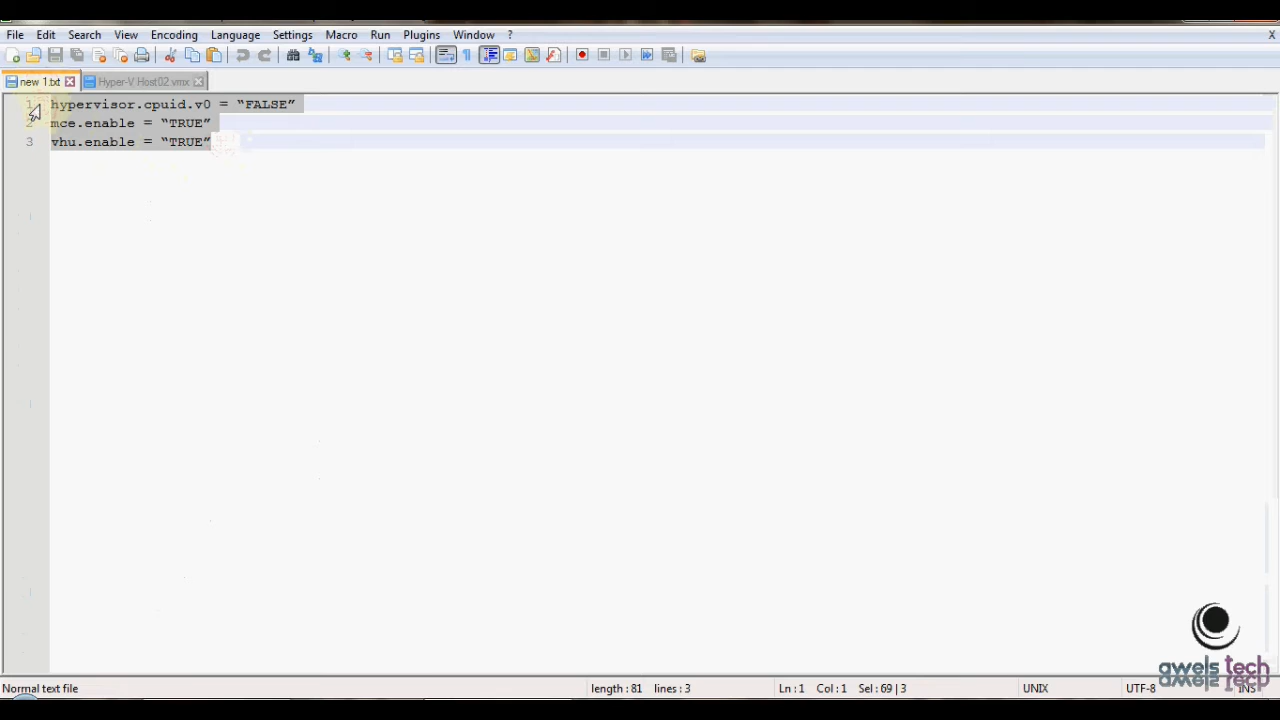 File Edit Search View Encoding Language Settings Macro Run Plugins Window ? X
new 1.txt Hyper-V Host02.vmx
1 hypervisor.cpuid.v0 = “FALSE”
2 mce.enable = “TRUE”
3 vhu.enable = “TRUE”
awels tech
Normal text file length : 81 lines : 3 Ln : 1 Col : 1 Sel : 69 | 3 UNIX UTF-8 INS